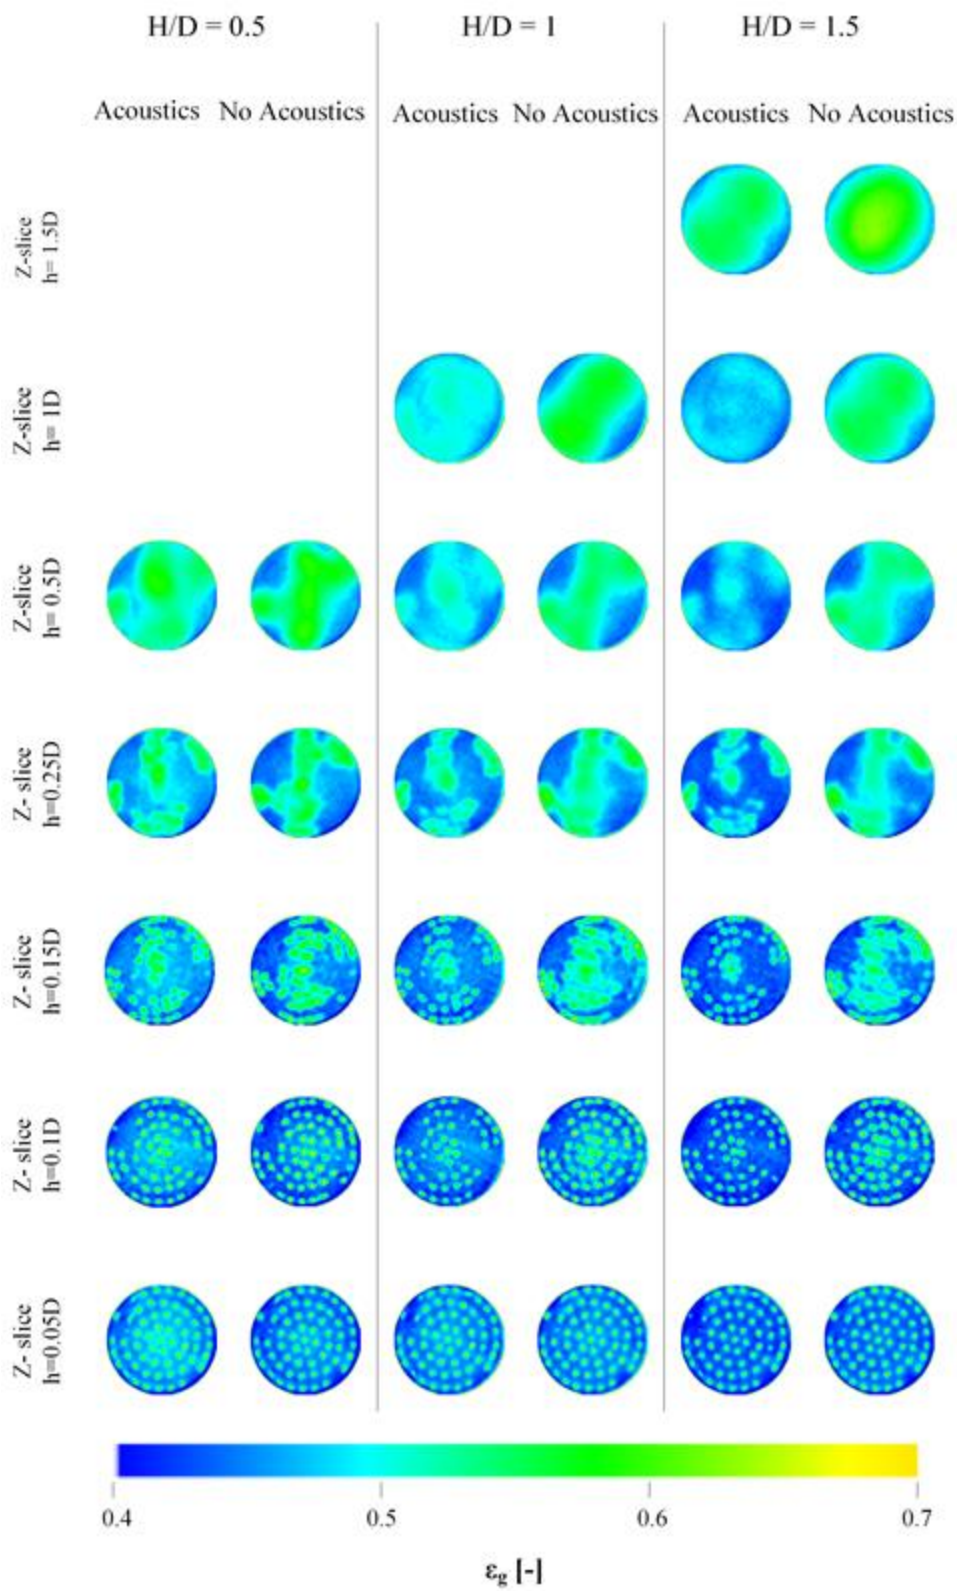 H/D = 0.5 H/D = 1 H/D = 1.5
Acoustics No Acoustics Acoustics No Acoustics Acoustics No Acoustics
Z-slice
h= 1.5D
Z-slice
h= 1D
Z-slice
h= 0.5D
Z- slice
h=0.25D
Z- slice
h=0.15D
Z- slice
h=0.1D
Z- slice
h=0.05D
0.4 0.5 0.6 0.7
εg [-]